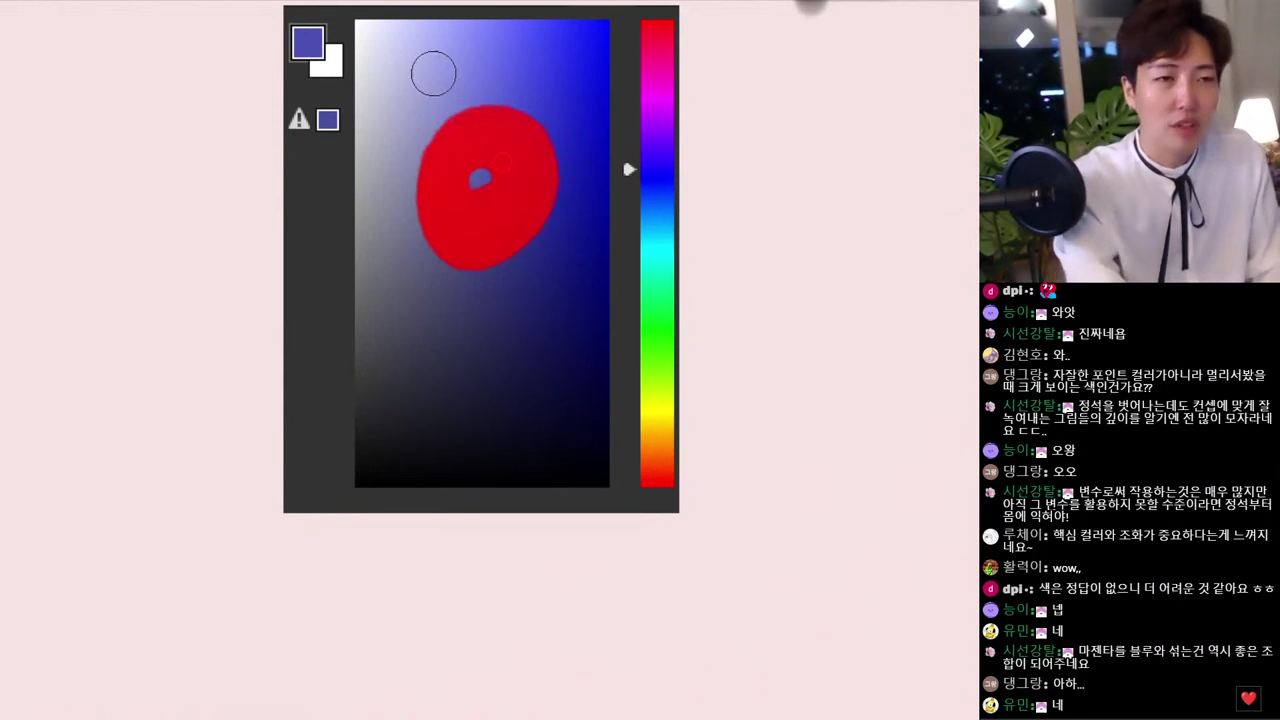 dpi·:
능이: 와앗
시선강탈: 진짜네욥
김현호: 와..
댕그랑: 자잘한 포인트 컬러가아니라 멀리서봤을
때 크게 보이는 색인건가요??
시선강탈: 정석을 벗어나는데도 컨셉에 맞게 잘
녹여내는 그림들의 깊이를 알기엔 전 많이 모자라네
요 ㄷㄷ..
능이: 오왕
댕그랑: 오오
시선강탈: 변수로써 작용하는것은 매우 많지만
아직 그 변수를 활용하지 못할 수준이라면 정석부터
몸에 익혀야!
루체이: 핵심 컬러와 조화가 중요하다는게 느껴지
네요~
활력이: wow,,
dpi·: 색은 정답이 없으니 더 어려운 것 같아요 ㅎㅎ
능이: 넵
유민: 네
시선강탈: 마젠타를 블루와 섞는건 역시 좋은 조
합이 되어주네요
댕그랑: 아하...
유민: 네